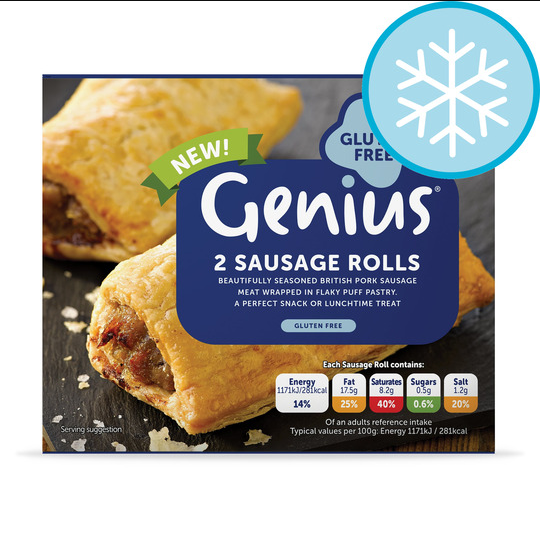 GLU
FREE
NEW!
Genius®
2 SAUSAGE ROLLS
BEAUTIFULLY SEASONED BRITISH PORK SAUSAGE
MEAT WRAPPED IN FLAKY PUFF PASTRY.
A PERFECT SNACK OR LUNCHTIME TREAT
GLUTEN FREE
Each Sausage Roll contains:
Energy Fat Saturates Sugars Salt
1171kJ/281kcal 17.5g 8.2g 0.5g 1.2g
14% 25% 40% 0.6% 20%
Of an adults reference intake
Typical values per 100g: Energy 1171kJ / 281kcal
Serving suggestion